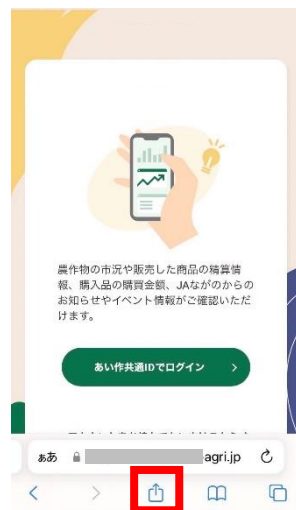 農作物の市況や販売した商品の精算情
報、購入品の購買金額、JAながのからの
お知らせやイベント情報がご確認いただ
けます。
あい作共通IDでログイン
ぁあ agri.jp